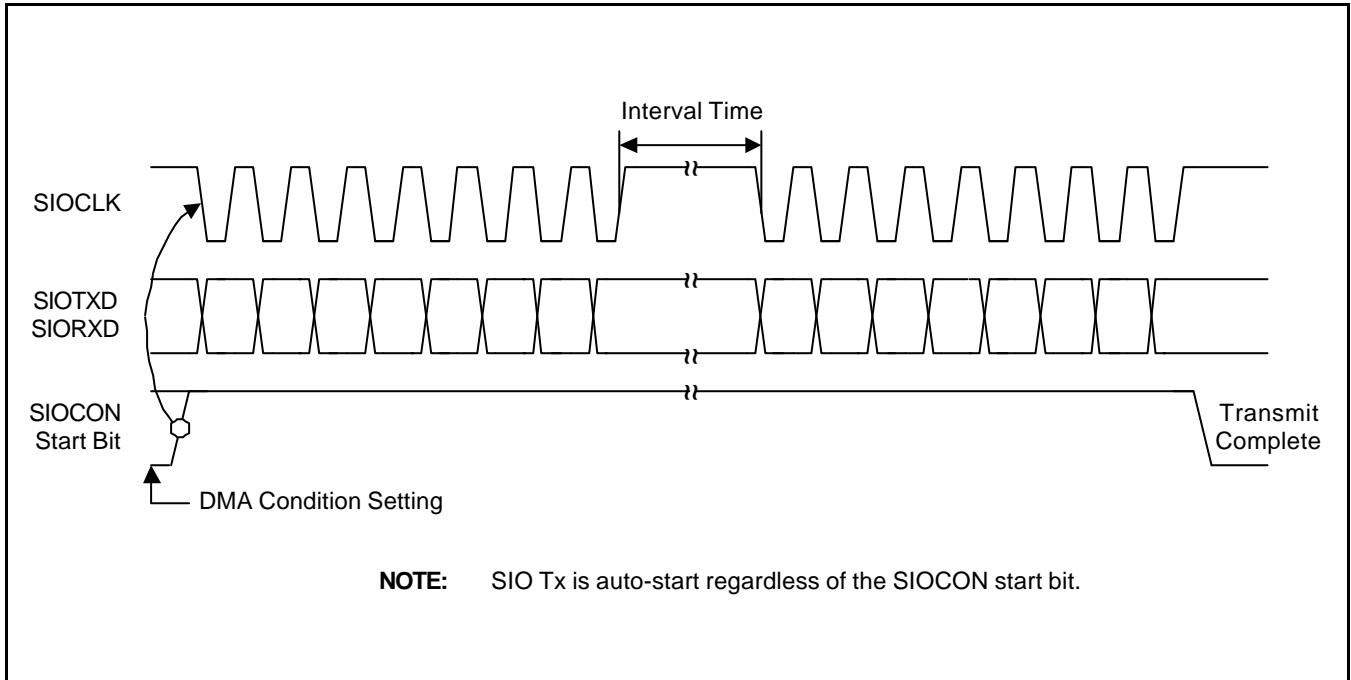 Interval Time
SIOCLK
SIOTXD
SIORXD
SIOCON
Start Bit
Transmit
Complete
DMA Condition Setting
NOTE: SIO Tx is auto-start regardless of the SIOCON start bit.